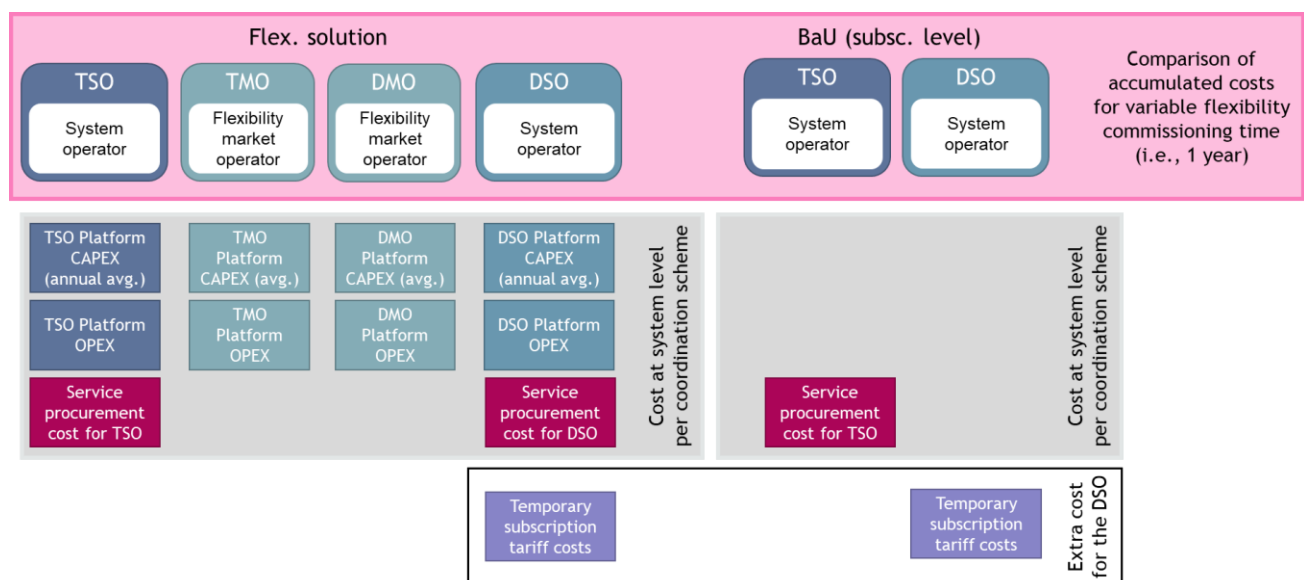 Flex. solution
BaU (subsc. level)
TSO
System
operator
TMO
Flexibility
market
operator
DMO
Flexibility
market
operator
DSO
System
operator
TSO
System
operator
DSO
System
operator
Comparison of
accumulated costs
for variable flexibility
commissioning time
(i.e., 1 year)
TSO Platform
CAPEX
(annual avg.)
TMO
Platform
CAPEX (avg.)
DMO
Platform
CAPEX (avg.)
DSO Platform
CAPEX
(annual avg.)
TSO Platform
OPEX
TMO
Platform
OPEX
DMO
Platform
OPEX
DSO Platform
OPEX
Service
procurement
cost for TSO
Service
procurement
cost for DSO
Cost at system level
per coordination scheme
Service
procurement
cost for TSO
Cost at system level
per coordination scheme
Temporary
subscription
tariff costs
Temporary
subscription
tariff costs
Extra cost
for the DSO